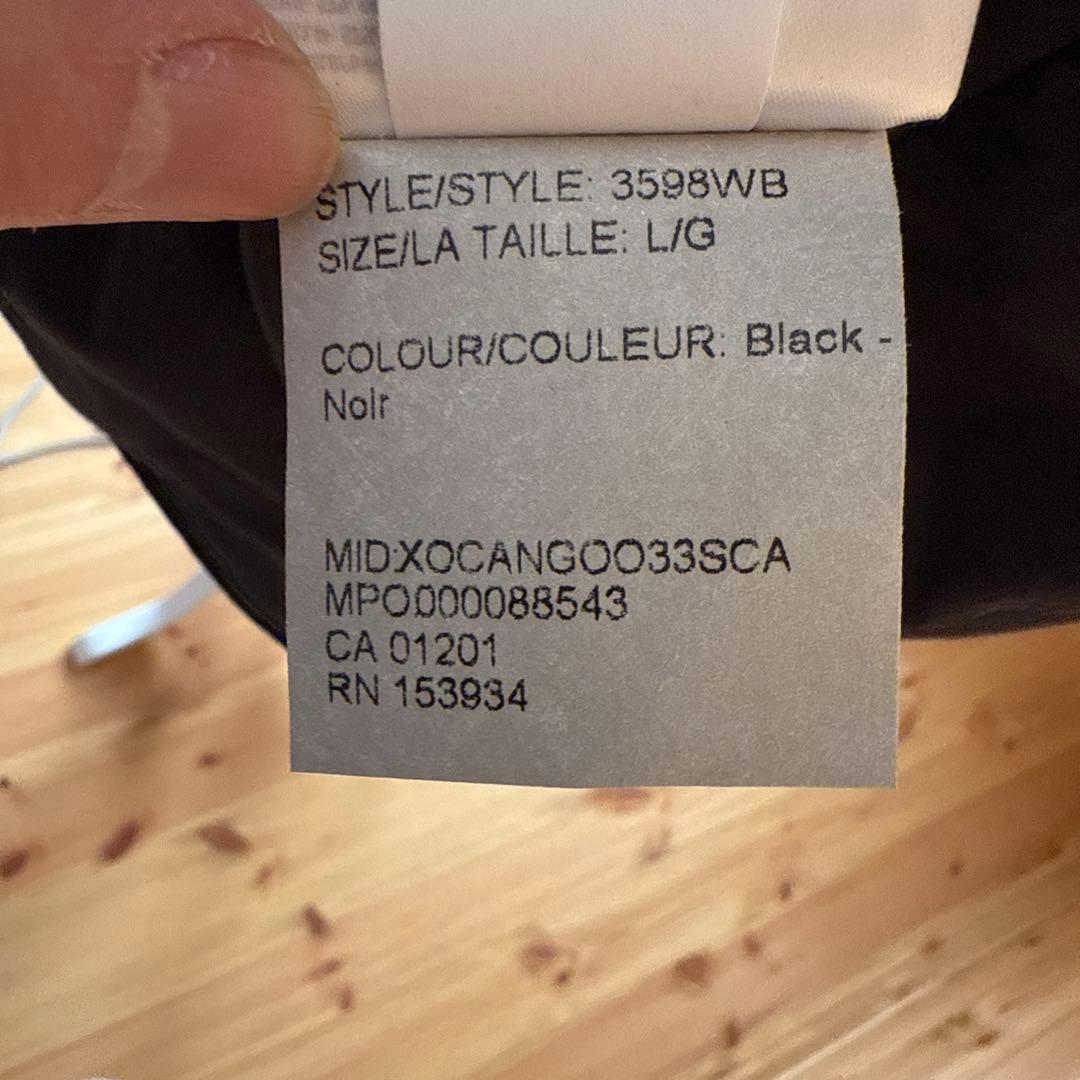 STYLE/STYLE: 3598WB
SIZE/LA TAILLE: L/G
COLOUR/COULEUR: Black -
Noir
MID:XOCANGOO33SCA
MPO000088543
CA 01201
RN 153934